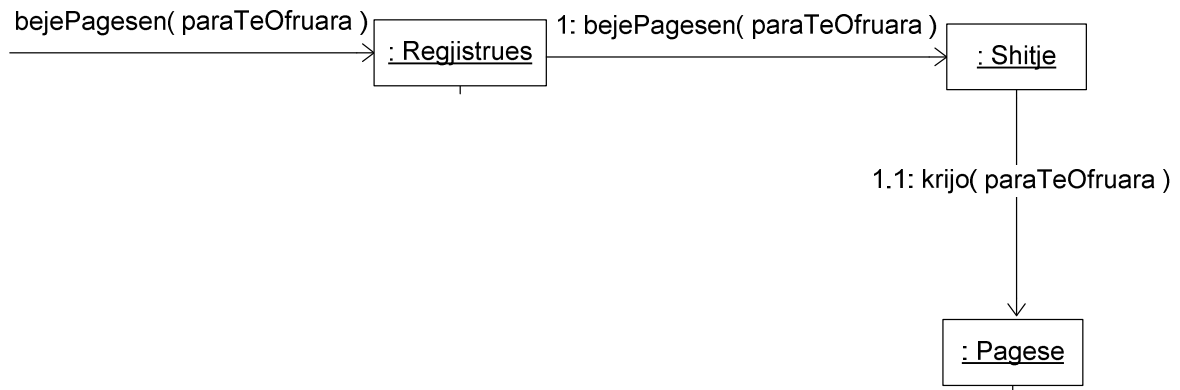 bejePagesen( paraTeOfruara )
: Regjistrues
1: bejePagesen( paraTeOfruara )
: Shitje
1.1: krijo( paraTeOfruara )
: Pagese